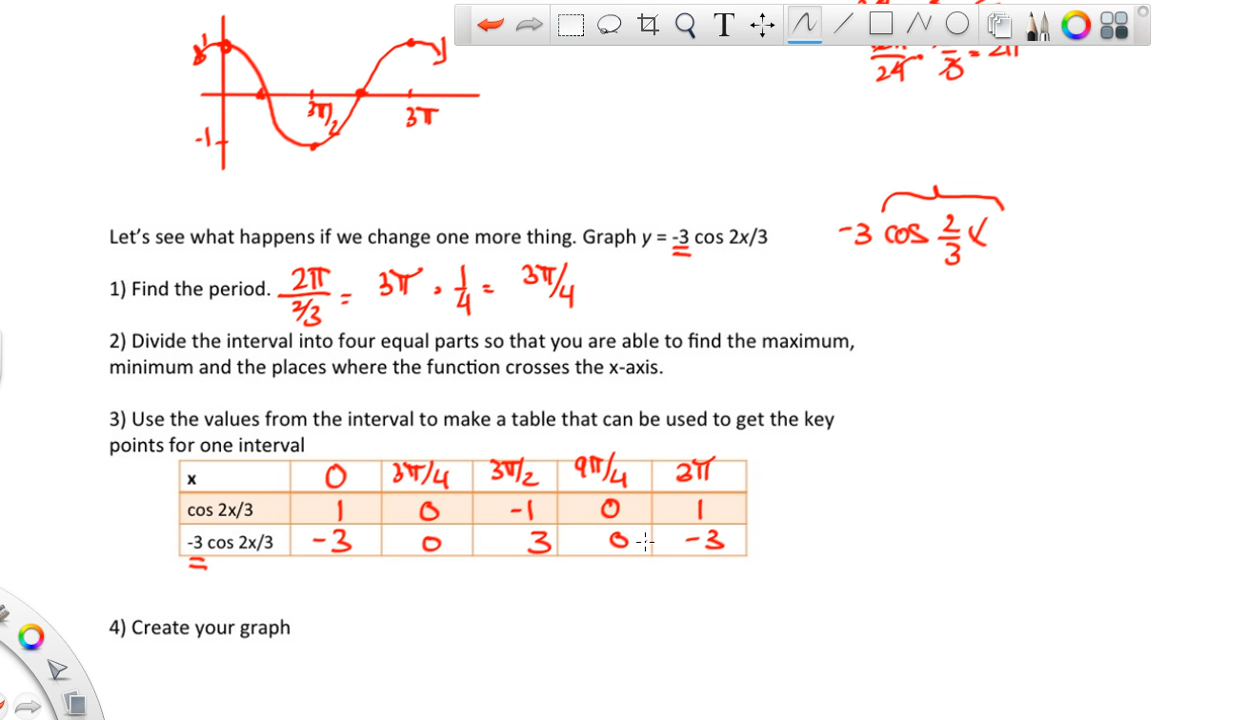 1
-1
3π/2
3π
24 · 3 = 2π
Let's see what happens if we change one more thing. Graph y = -3 cos 2x/3
-3 cos 2/3 x
1) Find the period. 2π / 2/3 = 3π · 1/4 = 3π/4
2) Divide the interval into four equal parts so that you are able to find the maximum,
minimum and the places where the function crosses the x-axis.
3) Use the values from the interval to make a table that can be used to get the key
points for one interval
x 0 3π/4 3π/2 9π/4 3π
cos 2x/3 1 0 -1 0 1
-3 cos 2x/3 -3 0 3 0 -3
4) Create your graph